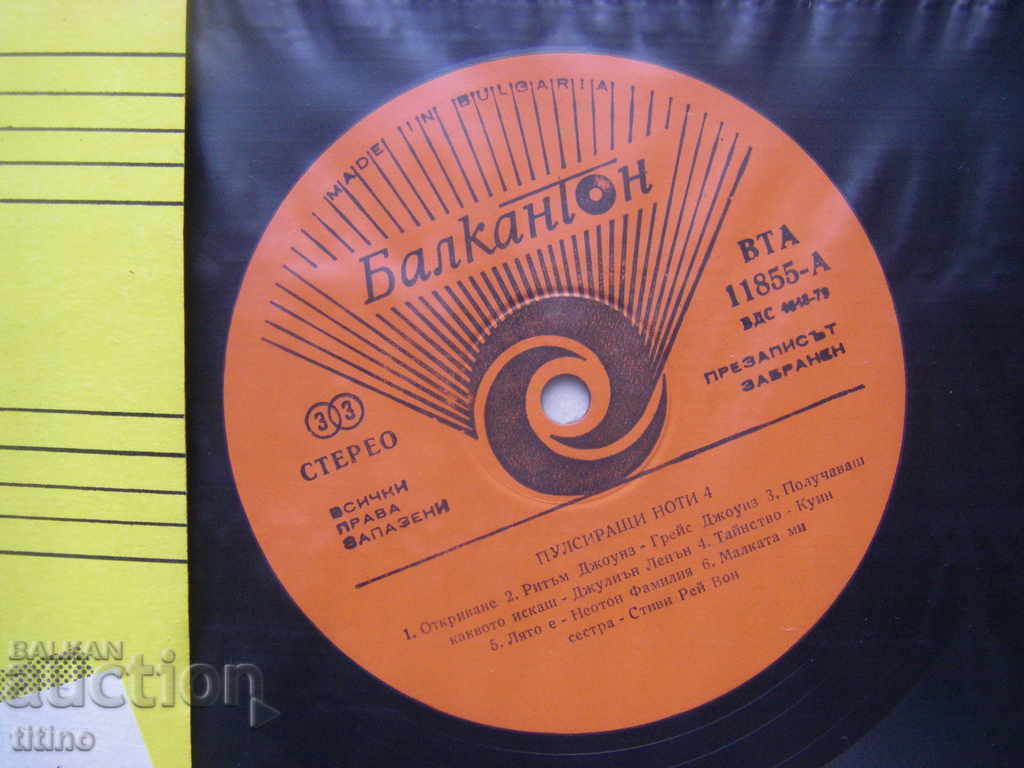 MADE IN BULGARIA
Балкантон
ВТА
11855-А
ВДС 4648-79
ПРЕЗАПИСЪТ
ЗАБРАНЕН
33
СТЕРЕО
ВСИЧКИ
ПРАВА
ЗАПАЗЕНИ
ПУЛСИРАЩИ НОТИ 4
1. Откриване 2. Ритъм Джоунз - Грейс Джоунз 3. Получаваш
каквото искаш - Джулиън Ленън 4. Тайнство - Куин
5. Лято е - Неотон Фамилия 6. Малката ми
сестра - Стиви Рей Вон
BALKAN
auction
titino